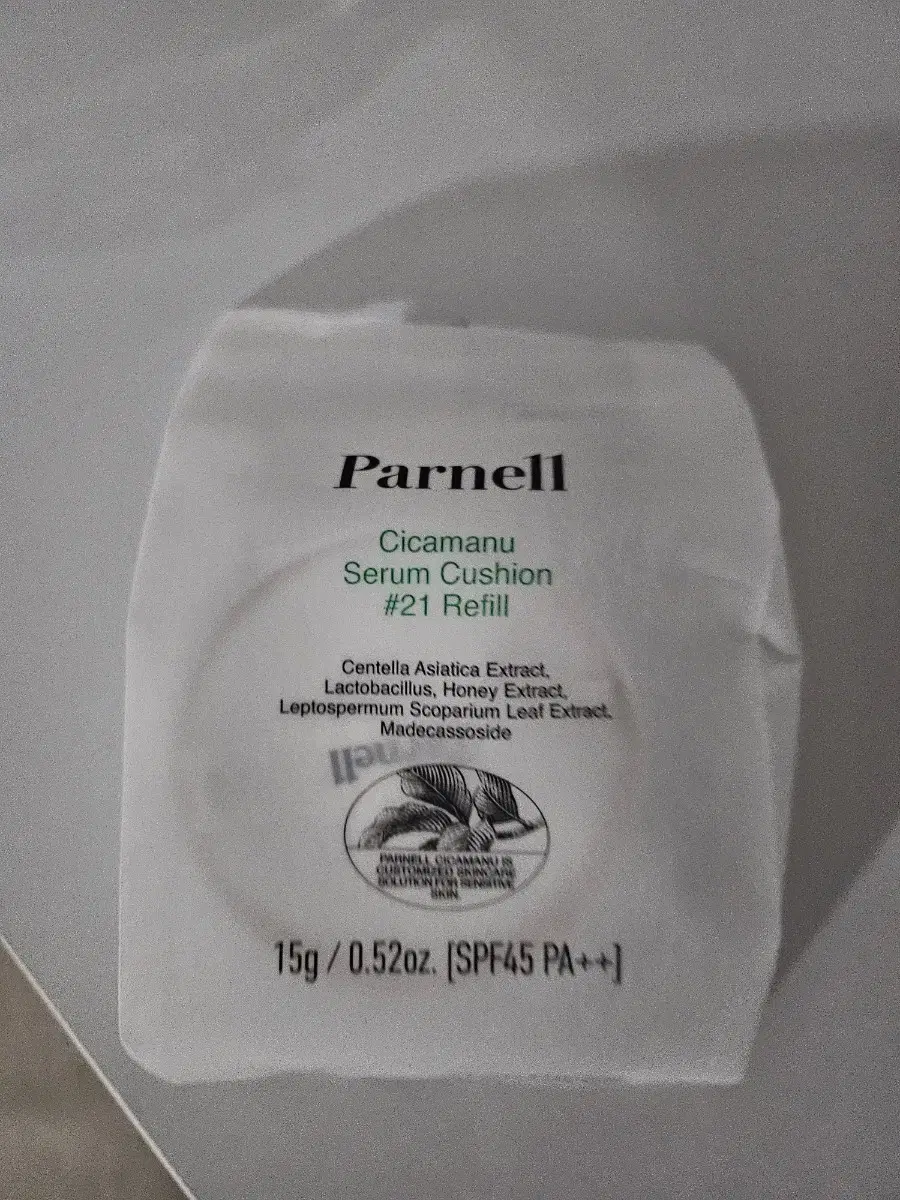 Parnell
Cicamanu
Serum Cushion
#21 Refill
Centella Asiatica Extract,
Lactobacillus, Honey Extract,
Leptospermum Scoparium Leaf Extract,
Madecassoside
Parnell
PARNELL CICAMANU IS
CUSTOMIZED SKINCARE
SOLUTION FOR SENSITIVE
SKIN.
15g / 0.52oz. [SPF45 PA++]